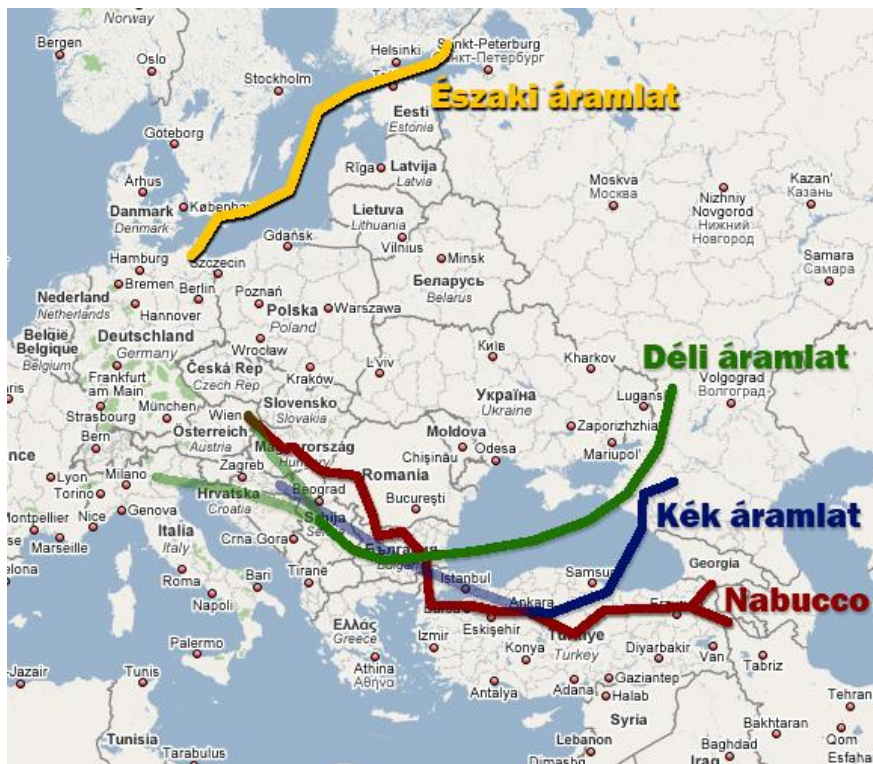 Norway
Bergen
Oslo
Helsinki
Sankt-Peterburg
Санкт-Петербург
Stockholm
Eesti
Estonia
Északi áramlat
Göteborg
Rīga
Latvija
Latvia
Århus
København
Danmark
Denmark
Lietuva
Lithuania
Vilnius
Moskva
Москва
Nizhniy
Novgorod
Нижний
Новгород
Kazan'
Казань
Samara
Самара
Gdańsk
Minsk
Беларусь
Belarus
Hamburg
Szczecin
Bremen
Berlin
Nederland
Netherlands
Hannover
Poznań
Polska
Poland
Warszawa
België
Belgique
Belgium
Deutschland
Germany
Wrocław
Київ
Kharkov
Déli áramlat
Frankfurt
am Main
Česká Rep
Czech Rep
Kraków
L'viv
Україна
Ukraine
Lugans
Volgograd
Волгоград
Strasbourg
München
Wien
Slovensko
Slovakia
Zaporizhzhia
Österreich
Austria
Magyarország
Hungary
Moldova
Chișinău
Odesa
Mariupol'
Bern
Lyon
Milano
Torino
Zagreb
Hrvatska
Croatia
Romania
Beograd
București
Kék áramlat
Montpellier
Nice
Genova
Marseille
Italia
Italy
Crna Gora
Srbija
България
Bulgaria
Georgia
Roma
Bari
Tirane
Istanbul
Samsun
Nabucco
Napoli
Ελλάς
Greece
Bursa
Ankara
Eskişehir
Izmir
Türkiye
Turkey
Konya
Diyarbakir
Van
Tabriz
Palermo
Athina
Αθήνα
Antalya
Adana
Gaziantep
Halab
Tehran
Tunis
Syria
Tunisia
Tarabulus
Lebanon
Dimashq
Baghdad
Iraq
Bakhtaran
Qom
Esfahan